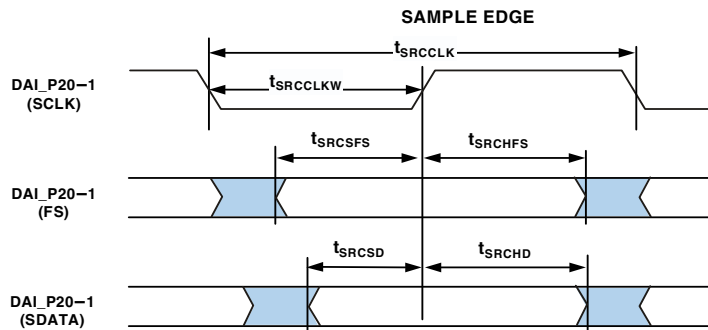 SAMPLE EDGE
tSRCCLK
DAI_P20–1
(SCLK)
tSRCCLKW
tSRCSFS
tSRCHFS
DAI_P20–1
(FS)
tSRCSD
tSRCHD
DAI_P20–1
(SDATA)